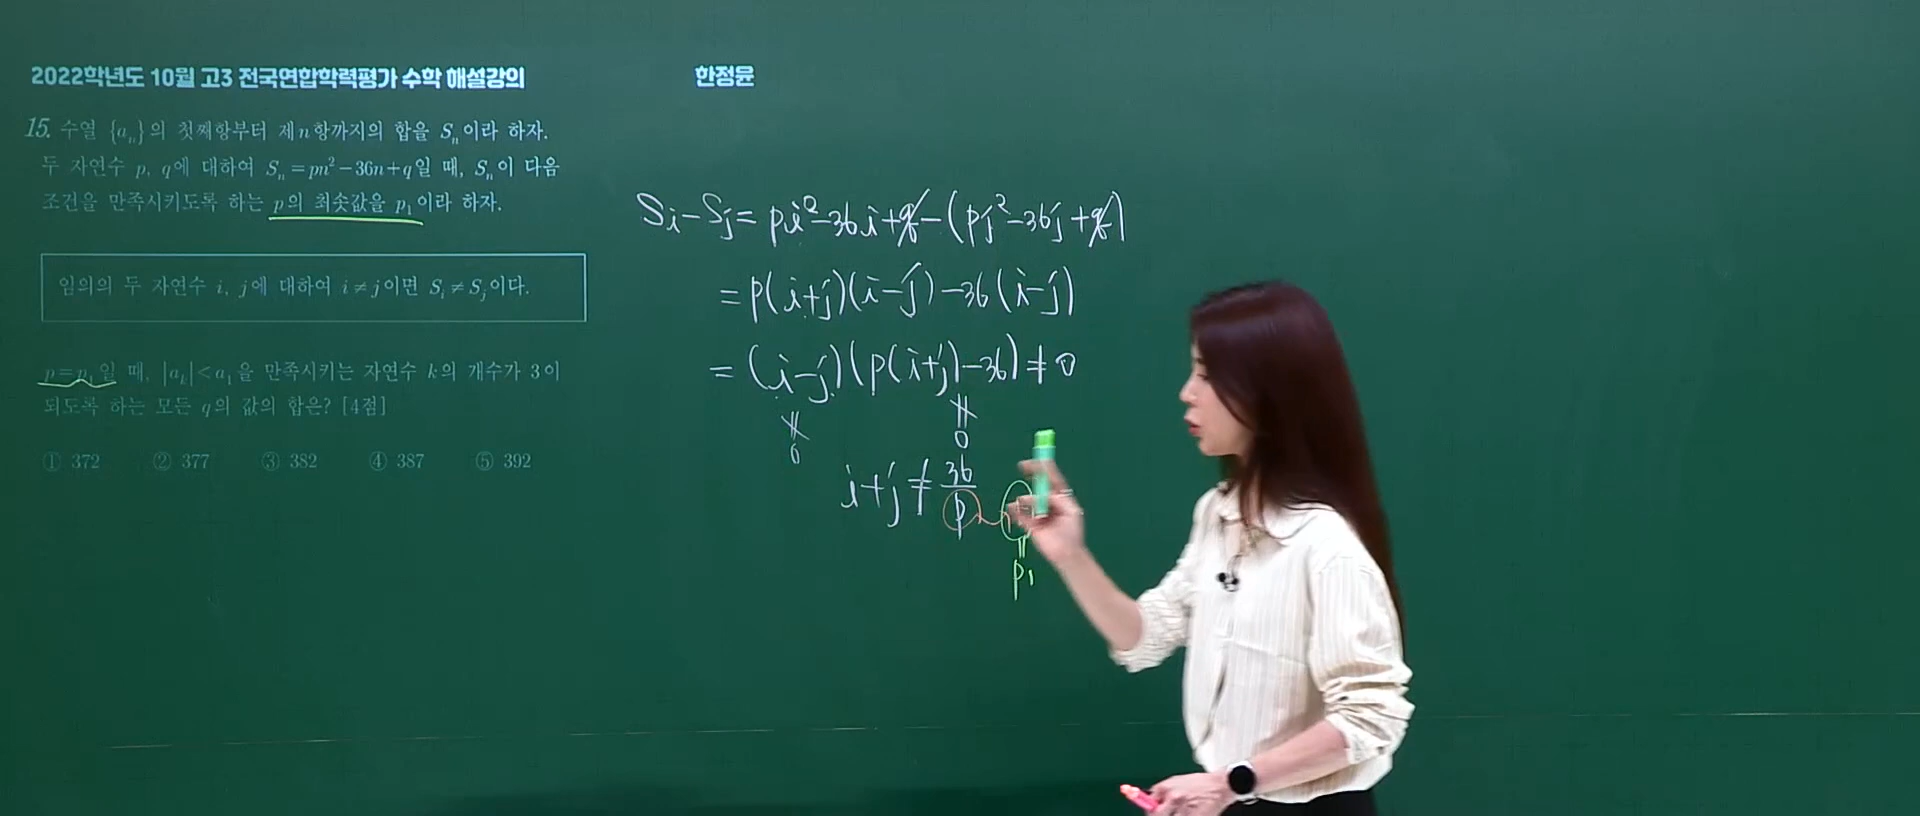 2022학년도 10월 고3 전국연합학력평가 수학 해설강의
한정윤
15. 수열 {aₙ}의 첫째항부터 제n항까지의 합을 Sₙ이라 하자.
두 자연수 p, q에 대하여 Sₙ=pn²-36n+q일 때, Sₙ이 다음
조건을 만족시키도록 하는 p의 최솟값을 p₁이라 하자.
임의의 두 자연수 i, j에 대하여 i≠j이면 Sᵢ≠Sⱼ이다.
p=p₁일 때, |aₖ|<a₁을 만족시키는 자연수 k의 개수가 3이
되도록 하는 모든 q의 값의 합은? [4점]
① 372 ② 377 ③ 382 ④ 387 ⑤ 392
Sᵢ-Sⱼ= pi²-36i+q-(pj²-36j+q)
=p(i+j)(i-j)-36(i-j)
=(i-j)(p(i+j)-36)≠0
≠ 0
≠ 0
i+j≠36/p
= p₁